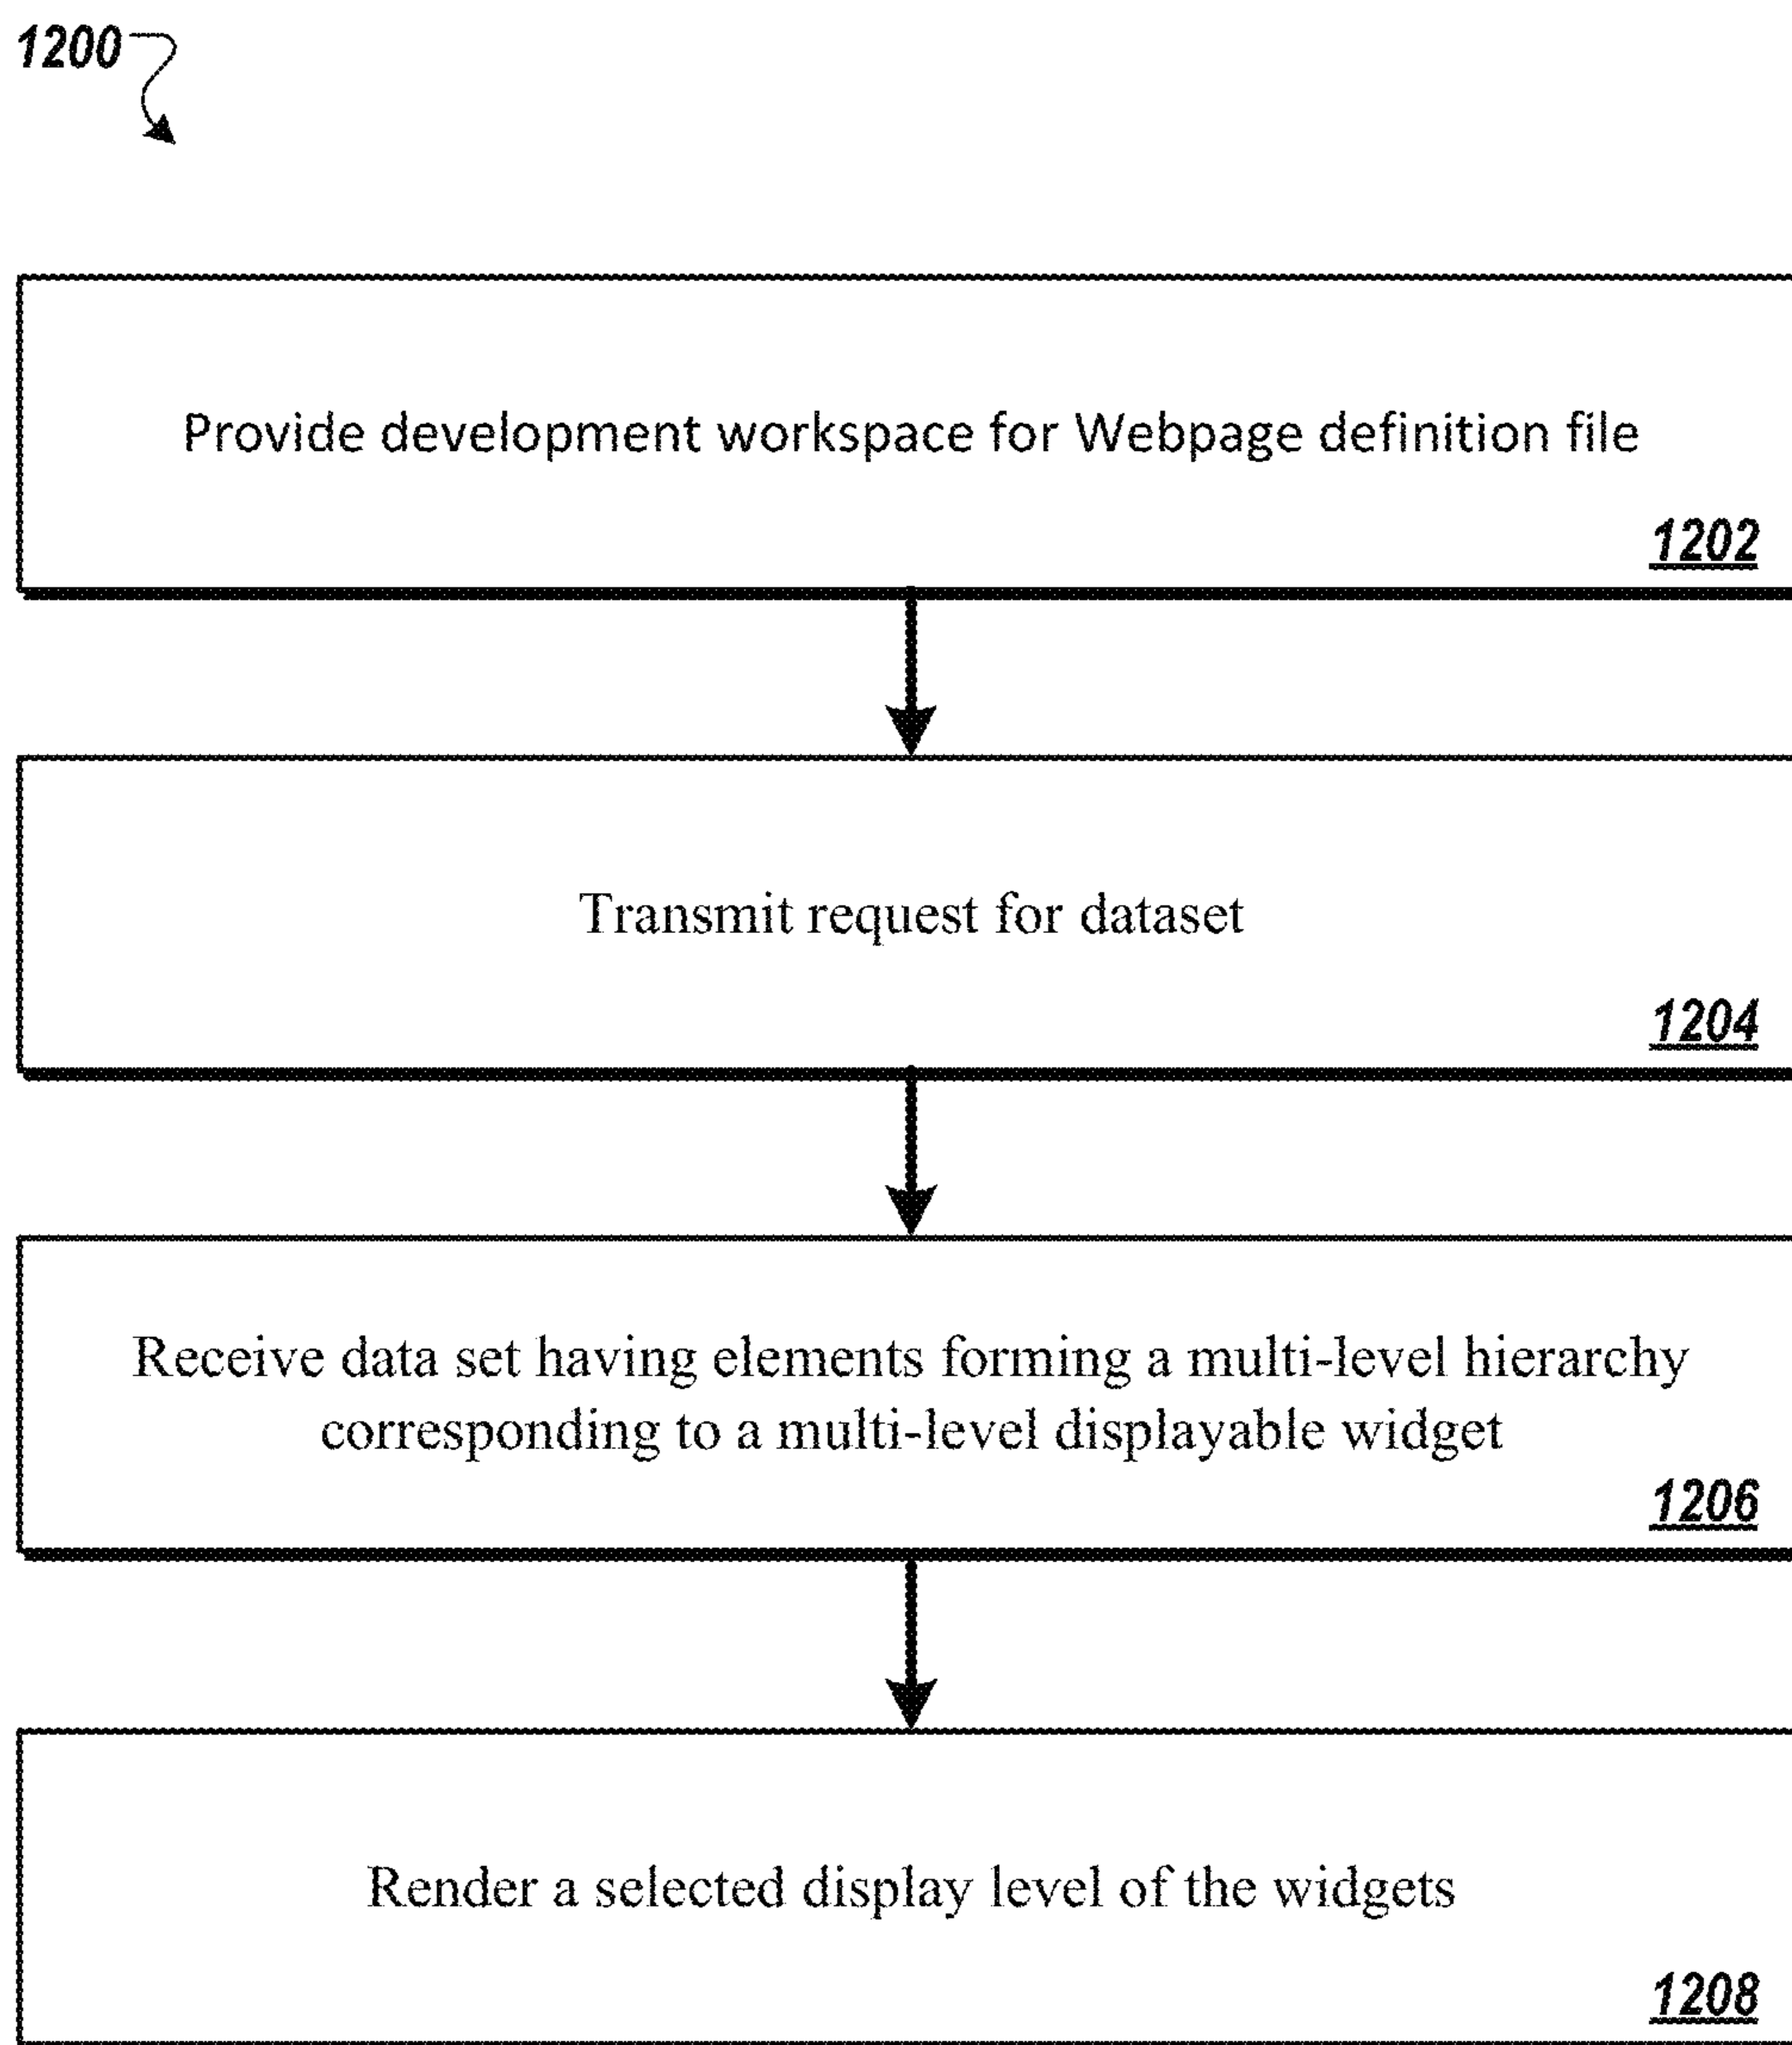 1200
Provide development workspace for Webpage definition file
1202
Transmit request for dataset
1204
Receive data set having elements forming a multi-level hierarchy
corresponding to a multi-level displayable widget
1206
Render a selected display level of the widgets
1208